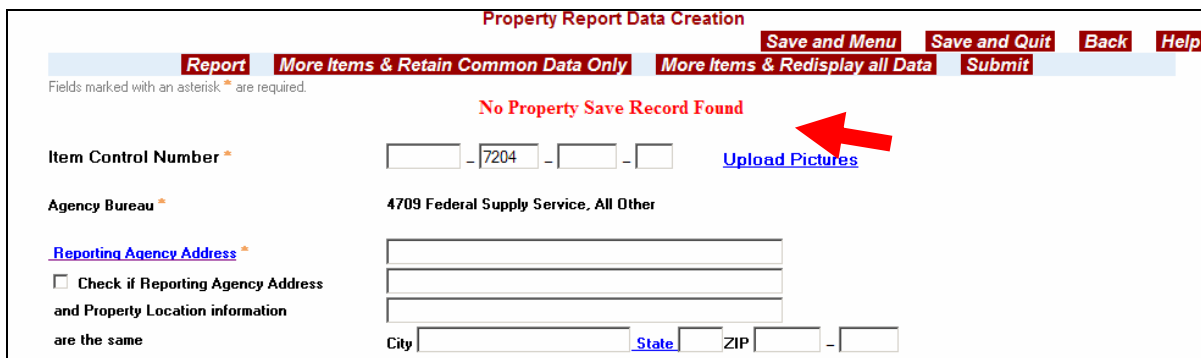 Property Report Data Creation
Save and Menu Save and Quit Back Help
Report More Items & Retain Common Data Only More Items & Redisplay all Data Submit
Fields marked with an asterisk * are required.
No Property Save Record Found
Item Control Number * - 7204 - - Upload Pictures
Agency Bureau * 4709 Federal Supply Service, All Other
Reporting Agency Address *
Check if Reporting Agency Address
and Property Location information
are the same City State ZIP -